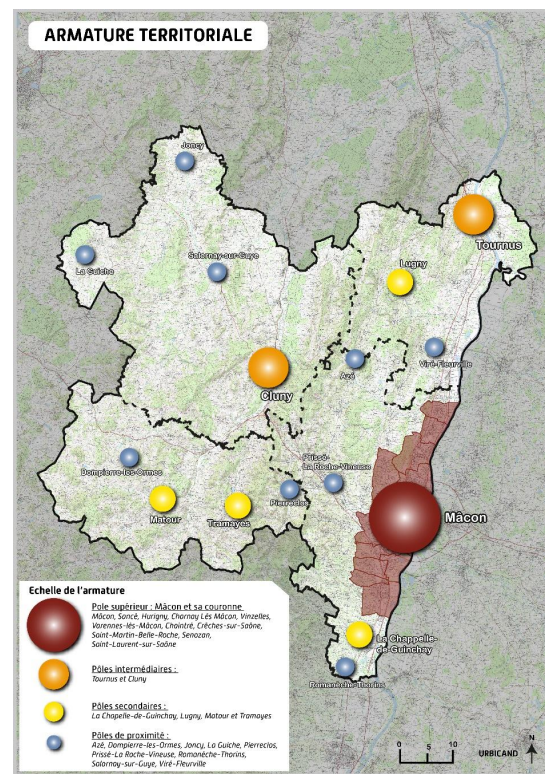 ARMATURE TERRITORIALE
Joncy
Tournus
La Guiche
Salornay-sur-Guye
Lugny
Viré-Fleurville
Azé
Cluny
Dompierre-les-Ormes
Prissé-
La Roche-Vineuse
Matour
Tramayes
Pierreclos
Mâcon
La Chappelle-
de-Guinchay
Romanèche-Thorins
Echelle de l'armature
Pole supérieur : Mâcon et sa couronne
Mâcon, Sancé, Hurigny, Charnay Lés Mâcon, Vinzelles,
Varennes-lès-Mâcon, Chaintré, Crêches-sur-Saône,
Saint-Martin-Belle-Roche, Senozan,
Saint-Laurent-sur-Saône
Pôles intermédiaires :
Tournus et Cluny
Pôles secondaires :
La Chapelle-de-Guinchay, Lugny, Matour et Tramayes
Pôles de proximité :
Azé, Dompierre-les-Ormes, Joncy, La Guiche, Pierreclos,
Prissé-La Roche-Vineuse, Romanèche-Thorins,
Salornay-sur-Guye, Viré-Fleurville
0 5 10
URBICAND
N